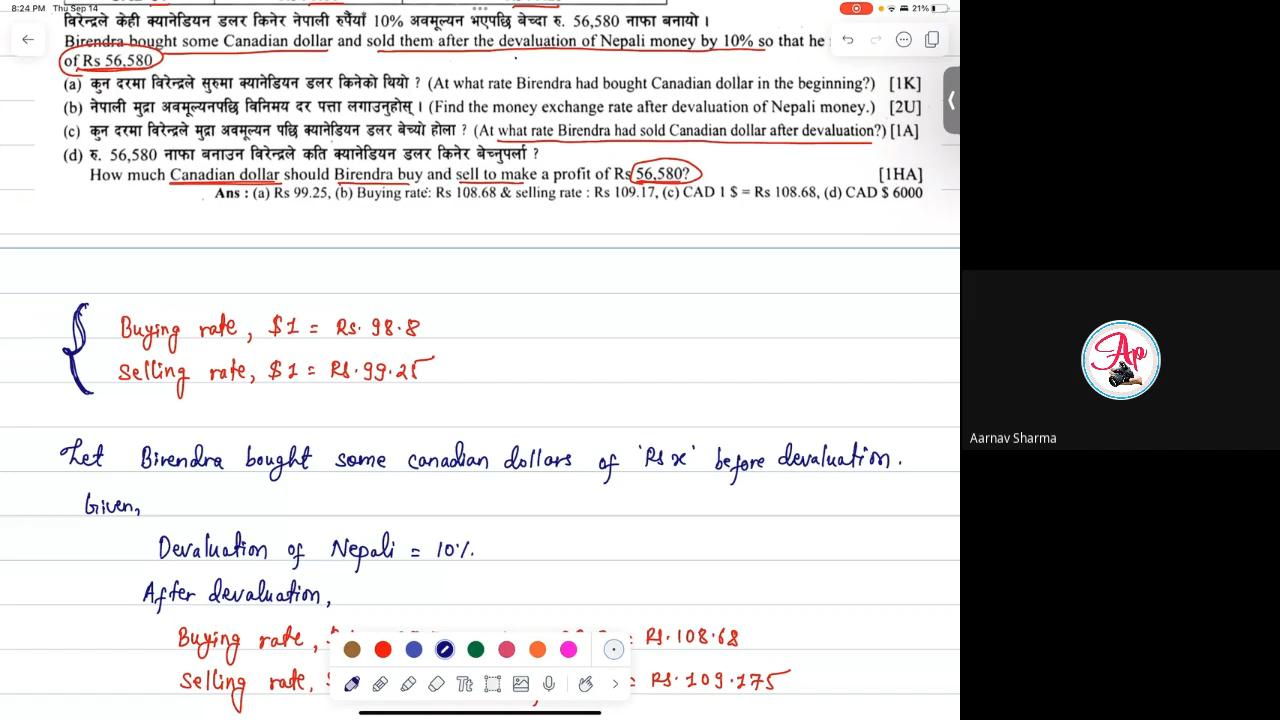 8:24 PM Thu Sep 14
21%
विरेन्द्रले केही क्यानेडियन डलर किनेर नेपाली रुपैयाँ 10% अवमूल्यन भएपछि बेच्दा रु. 56,580 नाफा बनायो ।
Birendra bought some Canadian dollar and sold them after the devaluation of Nepali money by 10% so that he
of Rs 56,580
(a) कुन दरमा विरेन्द्रले सुरुमा क्यानेडियन डलर किनेको थियो ? (At what rate Birendra had bought Canadian dollar in the beginning?) [1K]
(b) नेपाली मुद्रा अवमूल्यनपछि विनिमय दर पत्ता लगाउनुहोस् । (Find the money exchange rate after devaluation of Nepali money.) [2U]
(c) कुन दरमा विरेन्द्रले मुद्रा अवमूल्यन पछि क्यानेडियन डलर बेच्यो होला ? (At what rate Birendra had sold Canadian dollar after devaluation?) [1A]
(d) रु. 56,580 नाफा बनाउन विरेन्द्रले कति क्यानेडियन डलर किनेर बेच्नुपर्ला ?
How much Canadian dollar should Birendra buy and sell to make a profit of Rs 56,580? [1HA]
Ans : (a) Rs 99.25, (b) Buying rate: Rs 108.68 & selling rate : Rs 109.17, (c) CAD 1 $ = Rs 108.68, (d) CAD $ 6000
Buying rate, $1 = Rs. 98.8
Selling rate, $1 = Rs. 99.25
Let Birendra bought some canadian dollars of 'Rs x' before devaluation.
Given,
Devaluation of Nepali = 10%.
After devaluation,
Buying rate, = Rs. 108.68
Selling rate, = Rs. 109.175
Tt
Ap
Aarnav Sharma